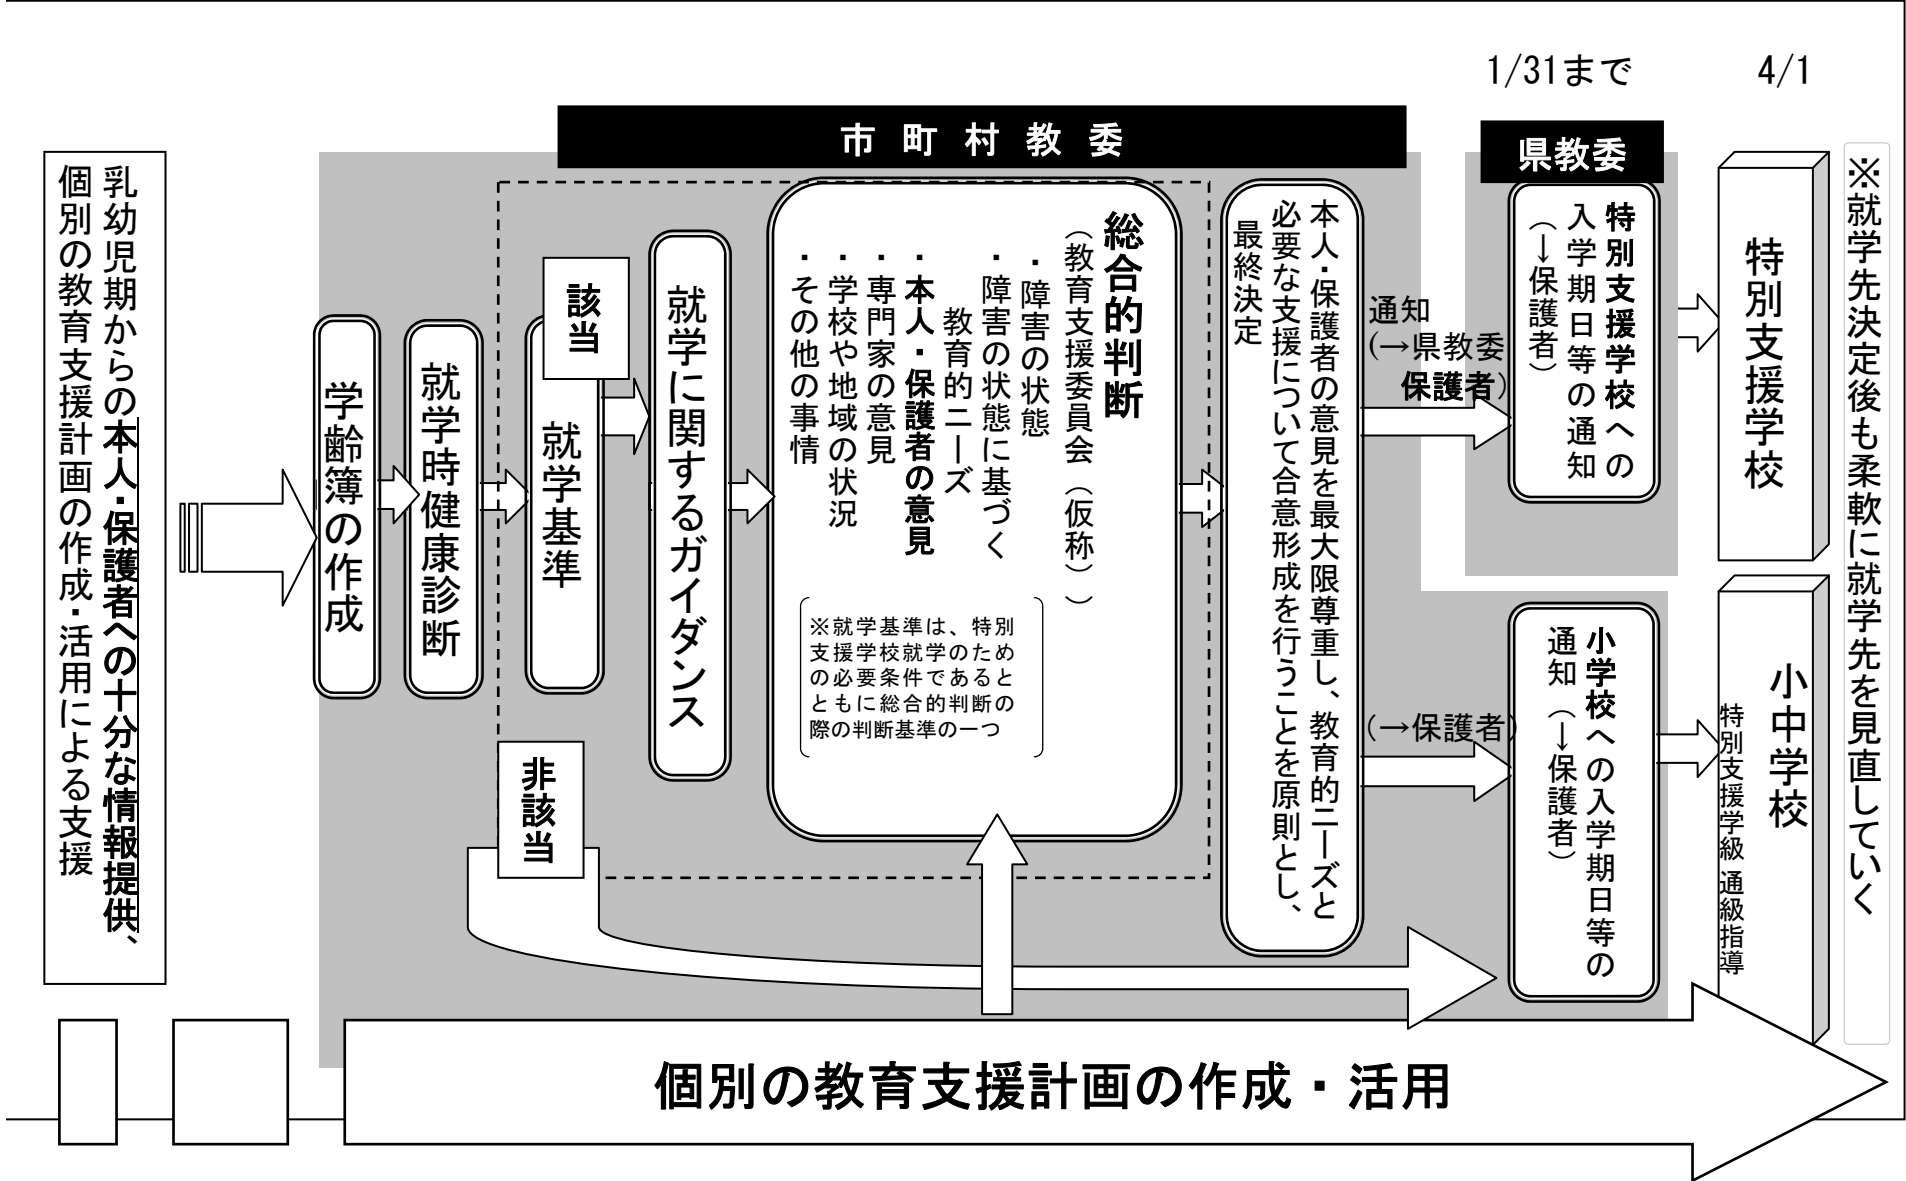 1/31まで
4/1
市町村教委
県教委
乳幼児期からの本人・保護者への十分な情報提供、
個別の教育支援計画の作成・活用による支援
学齢簿の作成
就学時健康診断
該当
就学基準
非該当
就学に関するガイダンス
総合的判断
(教育支援委員会(仮称))
・障害の状態
・障害の状態に基づく
教育的ニーズ
・本人・保護者の意見
・専門家の意見
・学校や地域の状況
・その他の事情
※就学基準は、特別
支援学校就学のため
の必要条件であると
ともに総合的判断の
際の判断基準の一つ
本人・保護者の意見を最大限尊重し、教育的ニーズと
必要な支援について合意形成を行うことを原則とし、
最終決定
通知
(→県教委
保護者)
(→保護者)
特別支援学校への
入学期日等の通知
(→保護者)
小学校への入学期日等の
通知(→保護者)
特別支援学校
小中学校
特別支援学級 通級指導
※就学先決定後も柔軟に就学先を見直していく
個別の教育支援計画の作成・活用